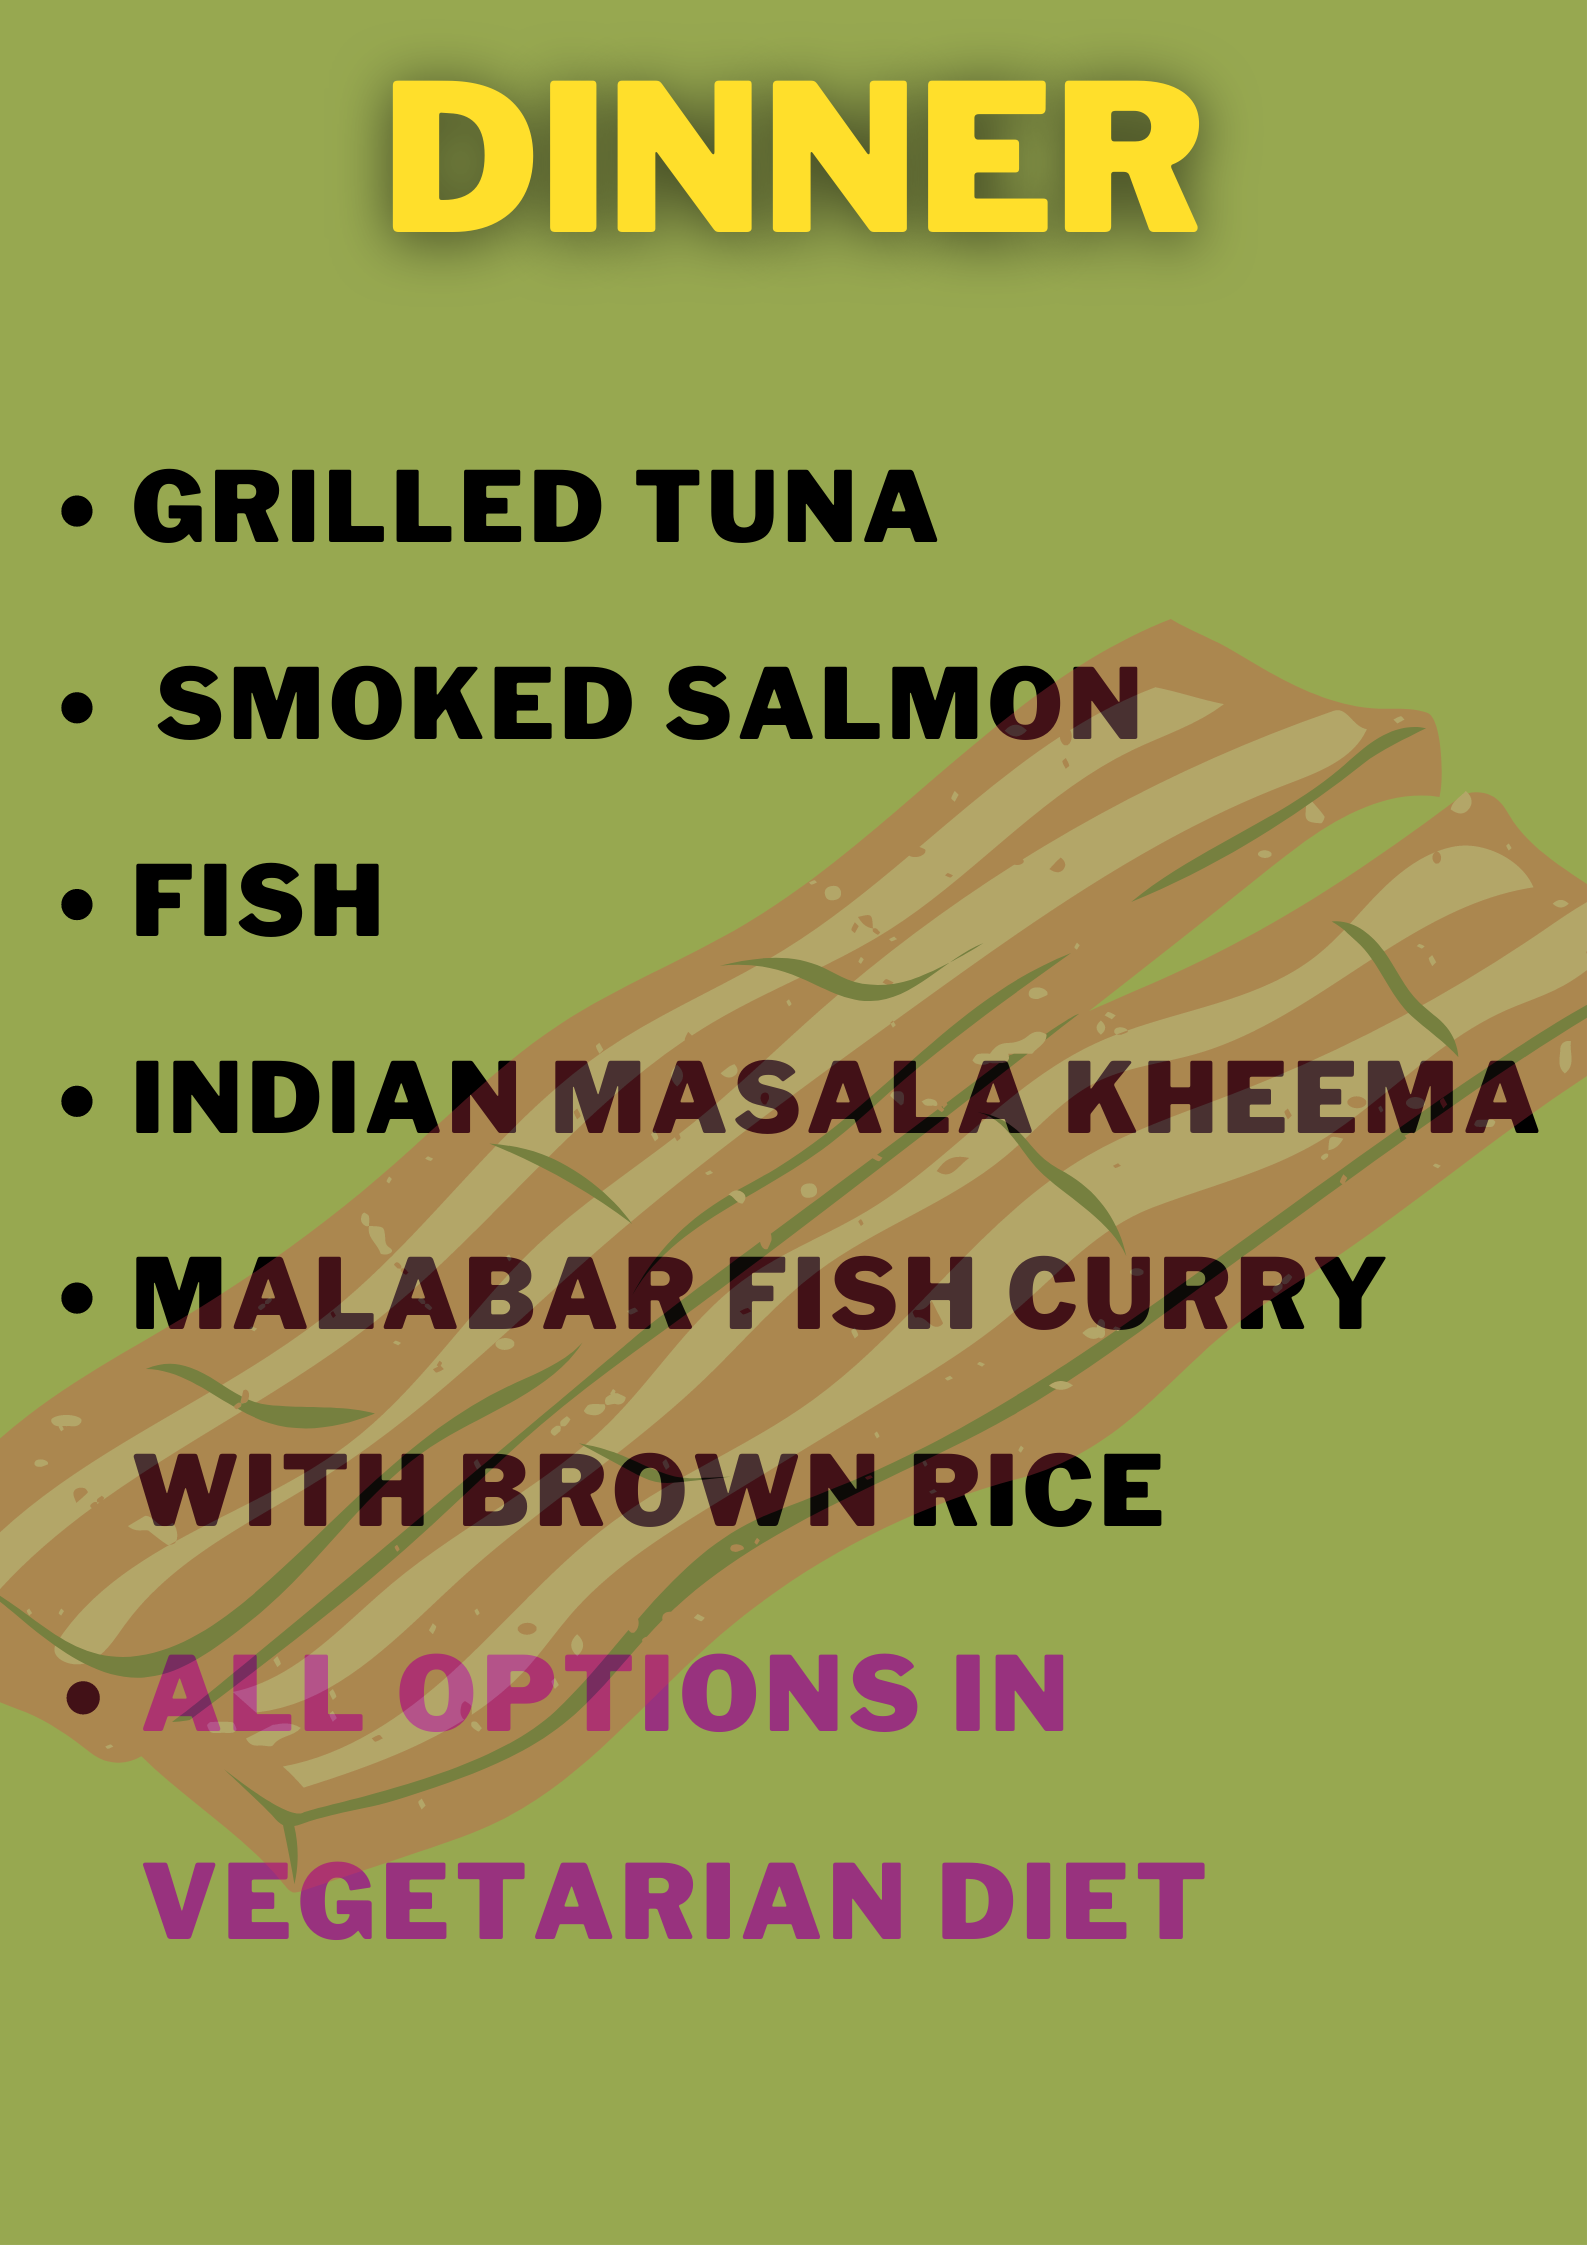 DINNER
• GRILLED TUNA
• SMOKED SALMON
• FISH
• INDIAN MASALA KHEEMA
• MALABAR FISH CURRY
WITH BROWN RICE
• ALL OPTIONS IN
VEGETARIAN DIET